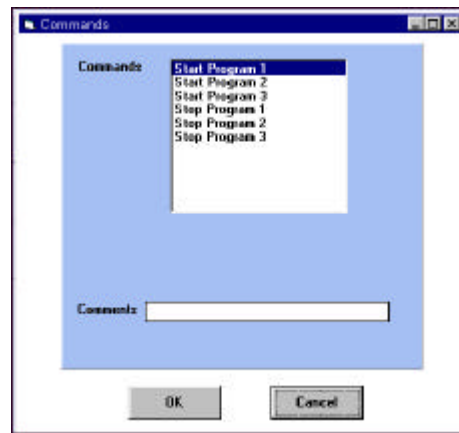 Commands
Commands
Start Program 1
Start Program 2
Start Program 3
Stop Program 1
Stop Program 2
Stop Program 3
Comments
OK
Cancel